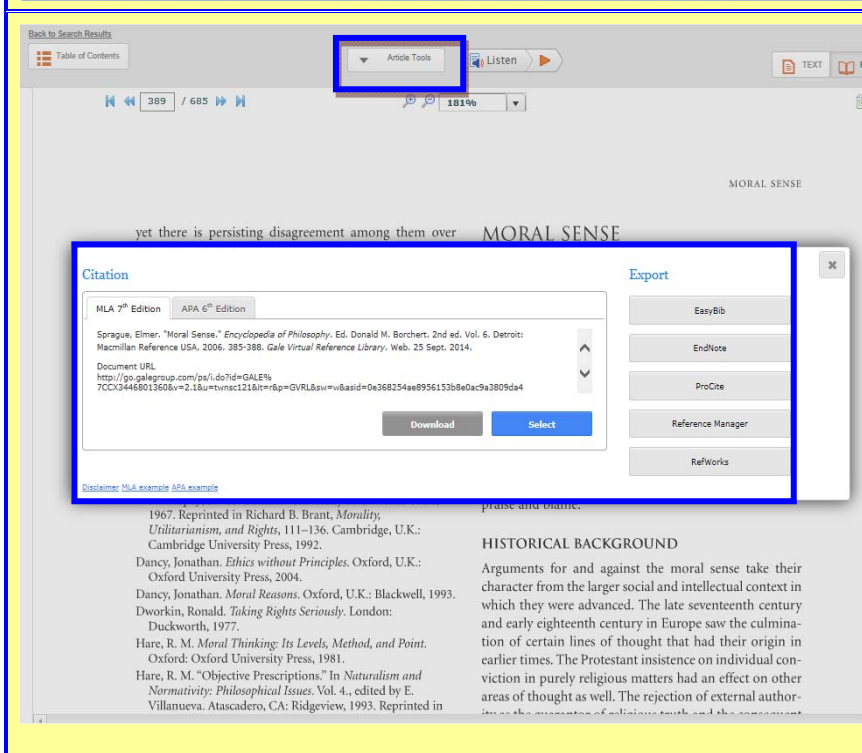 Back to Search Results
Table of Contents
Article Tools
Listen
TEXT
389 / 685
181%
MORAL SENSE
yet there is persisting disagreement among them over
MORAL SENSE
Citation
MLA 7th Edition
APA 6th Edition
Sprague, Elmer. "Moral Sense." Encyclopedia of Philosophy. Ed. Donald M. Borchert. 2nd ed. Vol. 6. Detroit:
Macmillan Reference USA, 2006. 385-388. Gale Virtual Reference Library. Web. 25 Sept. 2014.
Document URL
http://go.galegroup.com/ps/i.do?id=GALE%
7CCX3446801360&v=2.1&u=twnsc121&it=r&p=GVRL&sw=w&asid=0e368254ae8956153b8e0ac9a3809da4
Download
Select
Disclaimer MLA example APA example
Export
EasyBib
EndNote
ProCite
Reference Manager
RefWorks
1967. Reprinted in Richard B. Brant, Morality,
Utilitarianism, and Rights, 111–136. Cambridge, U.K.:
Cambridge University Press, 1992.
Dancy, Jonathan. Ethics without Principles. Oxford, U.K.:
Oxford University Press, 2004.
Dancy, Jonathan. Moral Reasons. Oxford, U.K.: Blackwell, 1993.
Dworkin, Ronald. Taking Rights Seriously. London:
Duckworth, 1977.
Hare, R. M. Moral Thinking: Its Levels, Method, and Point.
Oxford: Oxford University Press, 1981.
Hare, R. M. “Objective Prescriptions.” In Naturalism and
Normativity: Philosophical Issues. Vol. 4., edited by E.
Villanueva. Atascadero, CA: Ridgeview, 1993. Reprinted in
praise and blame.
HISTORICAL BACKGROUND
Arguments for and against the moral sense take their
character from the larger social and intellectual context in
which they were advanced. The late seventeenth century
and early eighteenth century in Europe saw the culmina-
tion of certain lines of thought that had their origin in
earlier times. The Protestant insistence on individual con-
viction in purely religious matters had an effect on other
areas of thought as well. The rejection of external author-
ity as the guarantor of religious truth and the consequent